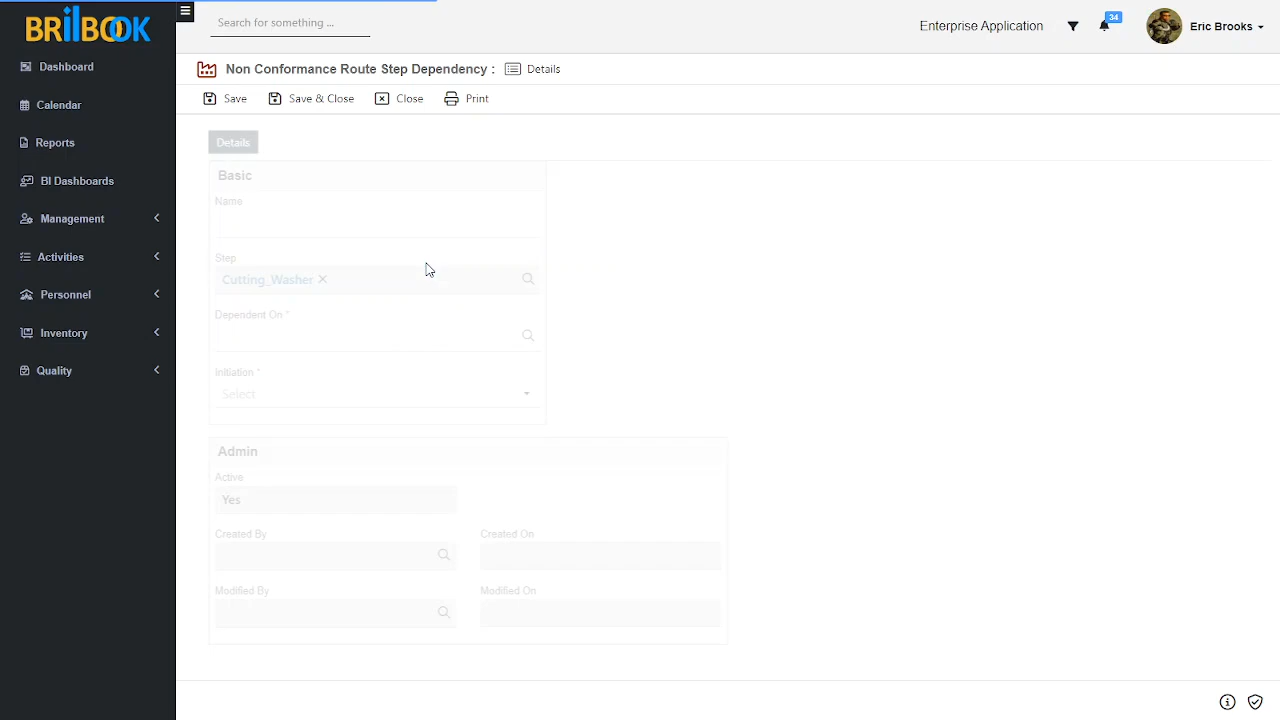 BRILBOOK
Search for something ...
Enterprise Application
34
Eric Brooks
Dashboard
Calendar
Reports
BI Dashboards
Management
Activities
Personnel
Inventory
Quality
Non Conformance Route Step Dependency :
Details
Save
Save & Close
Close
Print
Details
Basic
Name
Step
Cutting_Washer
Dependent On *
Initiation *
Select
Admin
Active
Yes
Created By
Created On
Modified By
Modified On